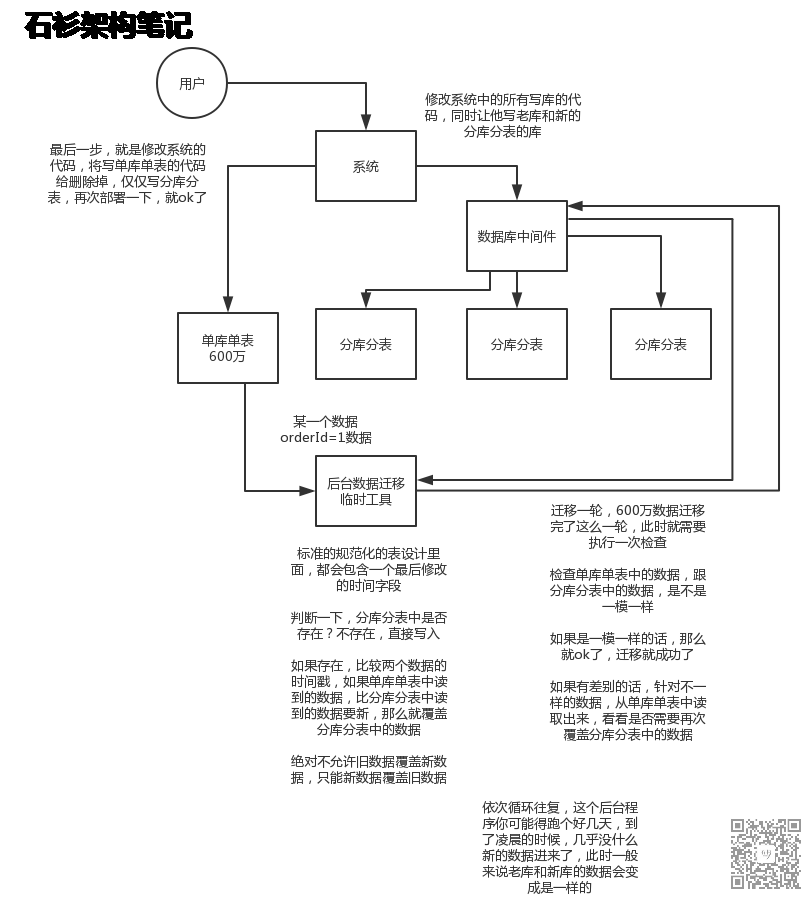 石杉架构笔记
用户
修改系统中的所有写库的代
码，同时让他写老库和新的
分库分表的库
最后一步，就是修改系统的
代码，将写单库单表的代码
给删除掉，仅仅写分库分
表，再次部署一下，就ok了
系统
数据库中间件
单库单表
600万
分库分表
分库分表
分库分表
某一个数据
orderId=1数据
后台数据迁移
临时工具
标准的规范化的表设计里
面，都会包含一个最后修改
的时间字段
判断一下，分库分表中是否
存在？不存在，直接写入
如果存在，比较两个数据的
时间戳，如果单库单表中读
到的数据，比分库分表中读
到的数据要新，那么就覆盖
分库分表中的数据
绝对不允许旧数据覆盖新数
据，只能新数据覆盖旧数据
迁移一轮，600万数据迁移
完了这么一轮，此时就需要
执行一次检查
检查单库单表中的数据，跟
分库分表中的数据，是不是
一模一样
如果是一模一样的话，那么
就ok了，迁移就成功了
如果有差别的话，针对不一
样的数据，从单库单表中读
取出来，看看是否需要再次
覆盖分库分表中的数据
依次循环往复，这个后台程
序你可能得跑个好几天，到
了凌晨的时候，几乎没什么
新的数据进来了，此时一般
来说老库和新库的数据会变
成是一样的